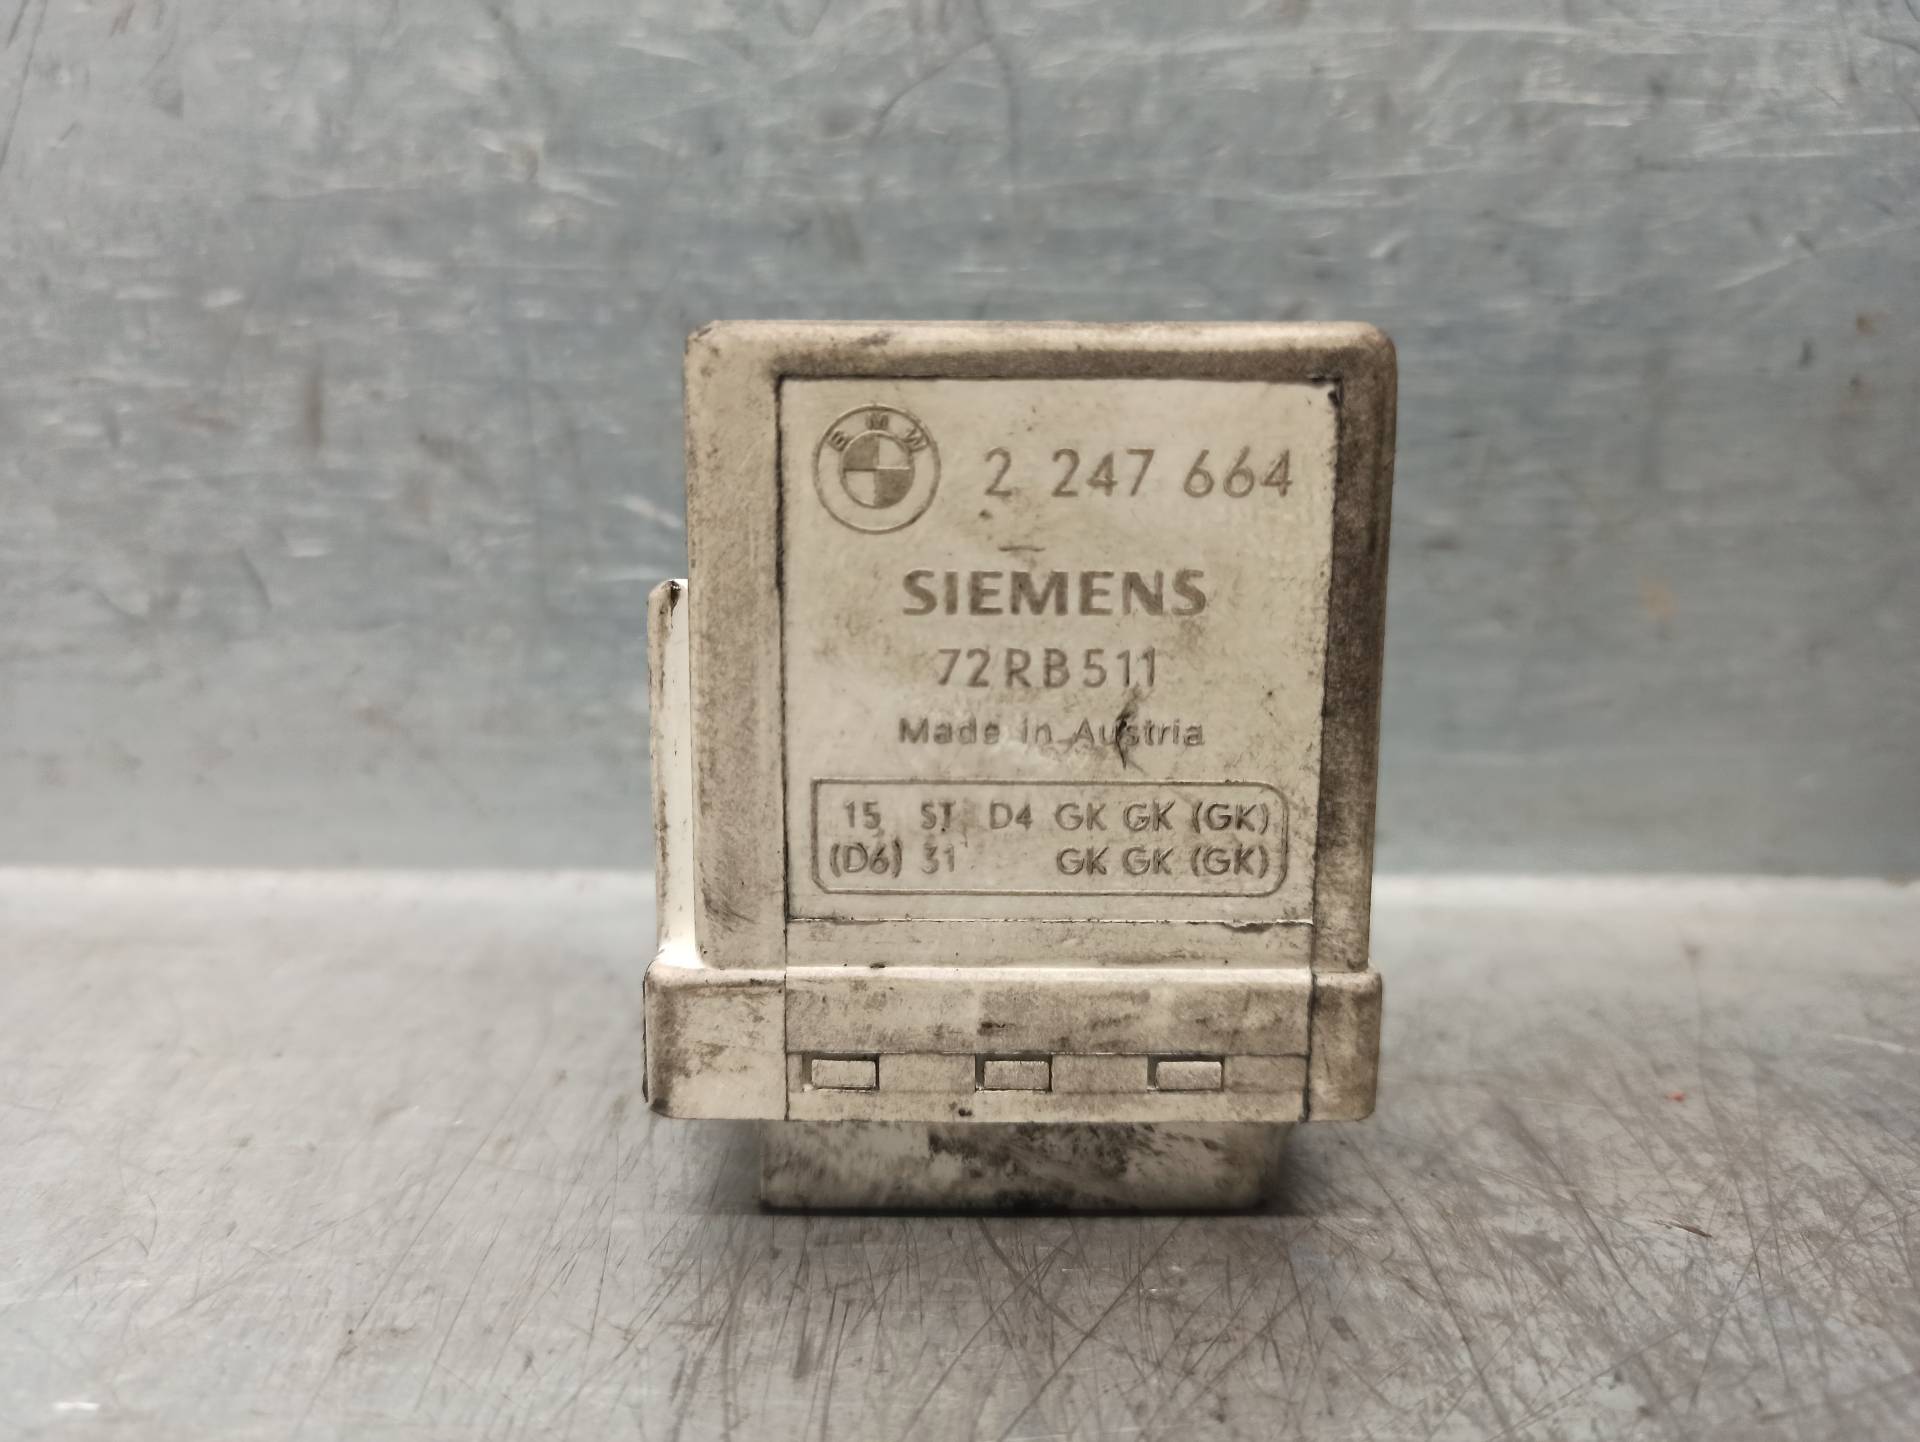 BMW 2 247 664
SIEMENS
72RB511
Made in Austria
15 ST D4 GK GK (GK)
(D6) 31 GK GK (GK)